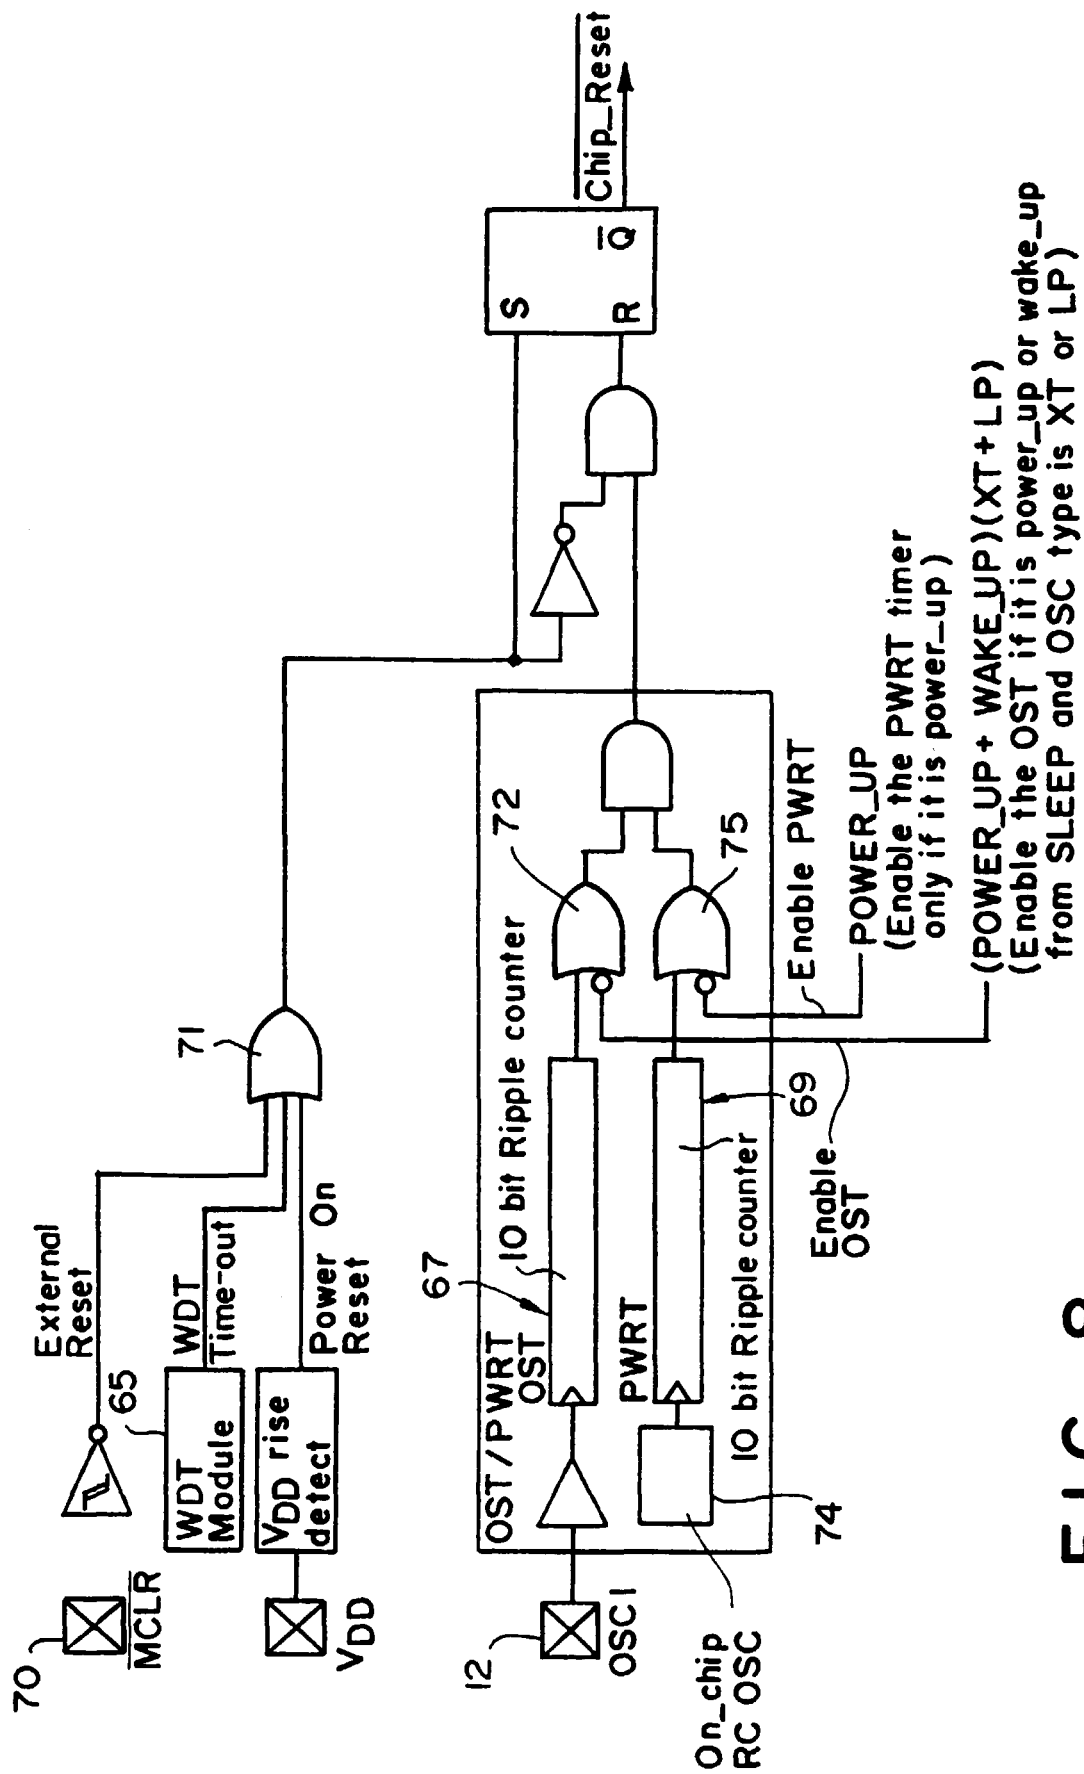 70
MCLR
External
Reset
65
WDT
Module
WDT
Time-out
VDD rise
detect
VDD
Power On
Reset
71
S
R
Q
Chip_Reset
12
OSC1
OST/PWRT
OST
67
10 bit Ripple counter
72
PWRT
69
10 bit Ripple counter
75
74
On_chip
RC OSC
Enable
OST
Enable PWRT
POWER_UP
(Enable the PWRT timer
only if it is power_up)
(POWER_UP + WAKE_UP)(XT+LP)
(Enable the OST if it is power_up or wake_up
from SLEEP and OSC type is XT or LP)